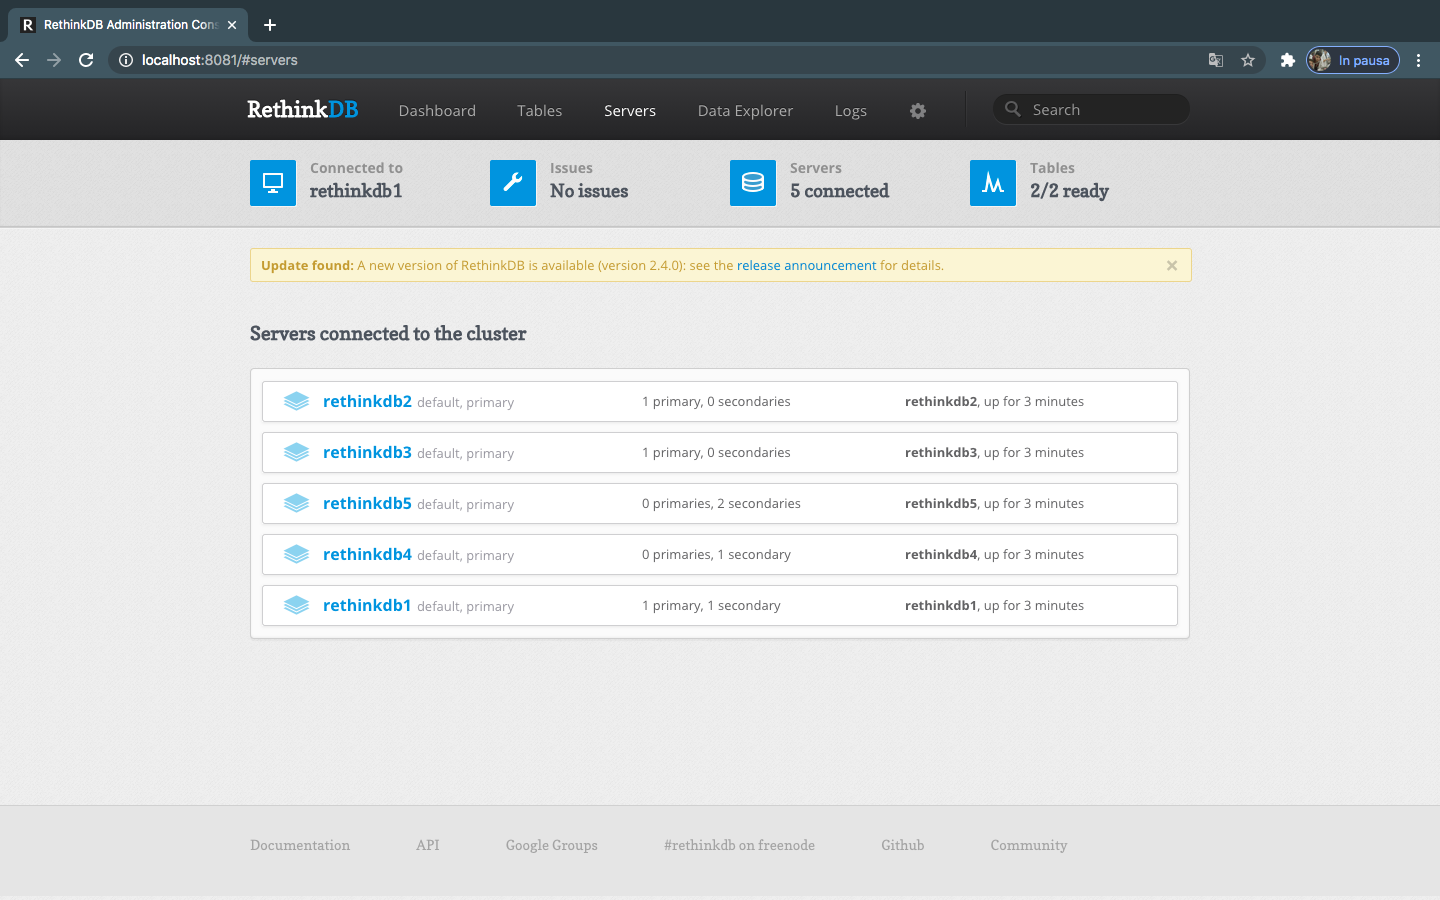 R RethinkDB Administration Cons
localhost:8081/#servers
In pausa
RethinkDB Dashboard Tables Servers Data Explorer Logs Search
Connected to
rethinkdb1
Issues
No issues
Servers
5 connected
Tables
2/2 ready
Update found: A new version of RethinkDB is available (version 2.4.0): see the release announcement for details.
Servers connected to the cluster
rethinkdb2 default, primary 1 primary, 0 secondaries rethinkdb2, up for 3 minutes
rethinkdb3 default, primary 1 primary, 0 secondaries rethinkdb3, up for 3 minutes
rethinkdb5 default, primary 0 primaries, 2 secondaries rethinkdb5, up for 3 minutes
rethinkdb4 default, primary 0 primaries, 1 secondary rethinkdb4, up for 3 minutes
rethinkdb1 default, primary 1 primary, 1 secondary rethinkdb1, up for 3 minutes
Documentation API Google Groups #rethinkdb on freenode Github Community